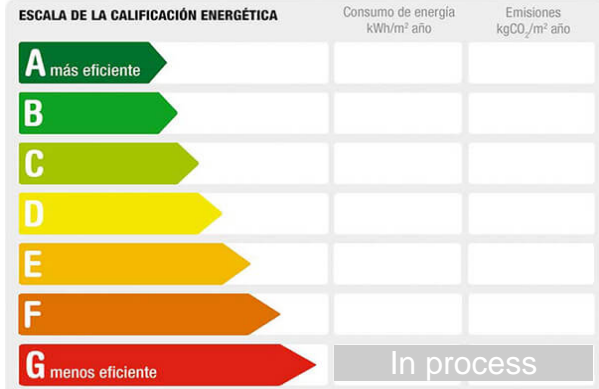 ESCALA DE LA CALIFICACIÓN ENERGÉTICA
Consumo de energía
kWh/m² año
Emisiones
kgCO₂/m² año
A más eficiente
B
C
D
E
F
G menos eficiente
In process